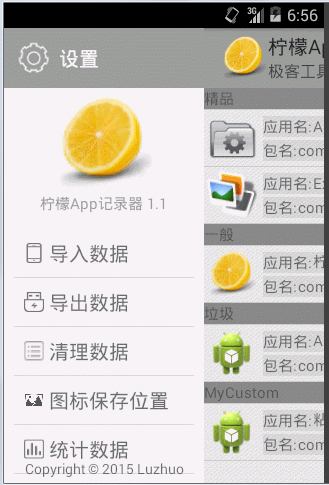 3G 6:56
设置
柠檬App记录器 1.1
导入数据
导出数据
清理数据
图标保存位置
统计数据
Copyright © 2015 Luzhuo
柠檬Ap
极客工具
精品
应用名:A
包名:com
应用名:Ex
包名:com
一般
应用名:柠
包名:com
垃圾
应用名:A
包名:com
MyCustom
应用名:粘
包名:com